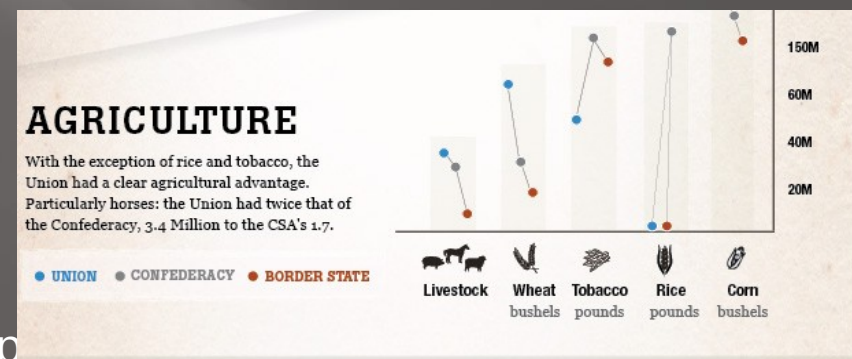 AGRICULTURE
With the exception of rice and tobacco, the
Union had a clear agricultural advantage.
Particularly horses: the Union had twice that of
the Confederacy, 3.4 Million to the CSA's 1.7.
UNION CONFEDERACY BORDER STATE
150M
60M
40M
20M
Livestock Wheat Tobacco Rice Corn
bushels pounds pounds bushels